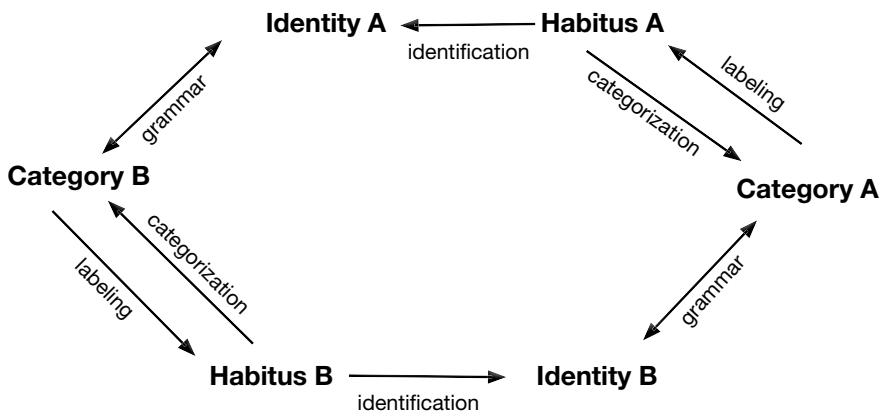 Identity A
Habitus A
identification
labeling
categorization
grammar
Category B
Category A
categorization
labeling
grammar
Habitus B
Identity B
identification